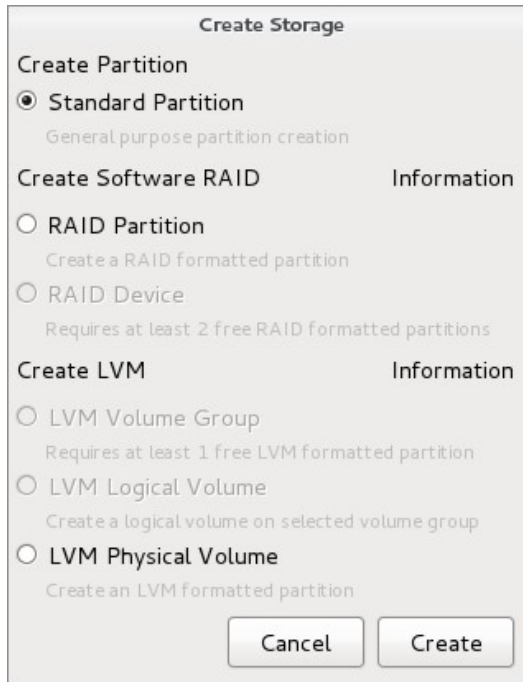 Create Storage
Create Partition
Standard Partition
General purpose partition creation
Create Software RAID Information
RAID Partition
Create a RAID formatted partition
RAID Device
Requires at least 2 free RAID formatted partitions
Create LVM Information
LVM Volume Group
Requires at least 1 free LVM formatted partition
LVM Logical Volume
Create a logical volume on selected volume group
LVM Physical Volume
Create an LVM formatted partition
Cancel Create